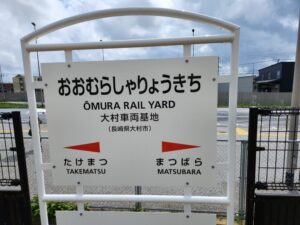 おおむらしゃりょうきち
ŌMURA RAIL YARD
大村車両基地
（長崎県大村市）
たけまつ まつばら
TAKEMATSU MATSUBARA